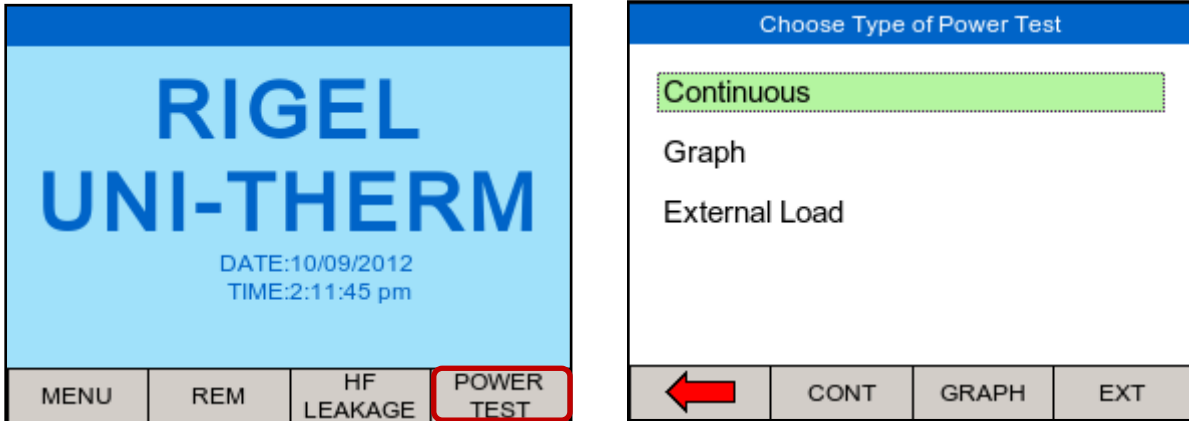 RIGEL
UNI-THERM
DATE:10/09/2012
TIME:2:11:45 pm
MENU
REM
HF
LEAKAGE
POWER
TEST
Choose Type of Power Test
Continuous
Graph
External Load
CONT
GRAPH
EXT